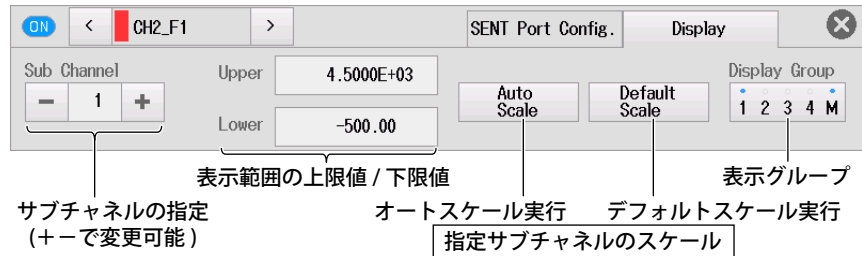 ON < CH2_F1 > SENT Port Config. Display
Sub Channel Upper 4.5000E+03 Auto Scale Default Scale Display Group
− 1 + 1 2 3 4 M
Lower -500.00
表示範囲の上限値 / 下限値 表示グループ
サブチャネルの指定 オートスケール実行 デフォルトスケール実行
(+-で変更可能 ) 指定サブチャネルのスケール